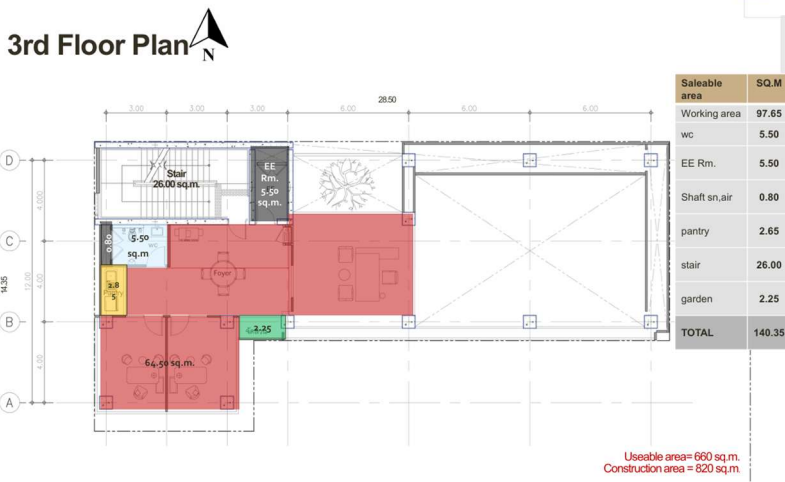 3rd Floor Plan
N
28.50
3.00 3.00 3.00 6.00 6.00 6.00
Saleable area SQ.M
Working area 97.65
wc 5.50
EE Rm. 5.50
Shaft sn,air 0.80
pantry 2.65
stair 26.00
garden 2.25
TOTAL 140.35
D
C
B
A
14.35
12.00
4.000
4.00
4.00
Stair
26.00 sq.m.
EE
Rm.
5.50
sq.m.
0.80
5.50
sq.m
2.8
5
Pantry
Foyer
2.25
64.50 sq.m.
Useable area= 660 sq.m.
Construction area = 820 sq.m